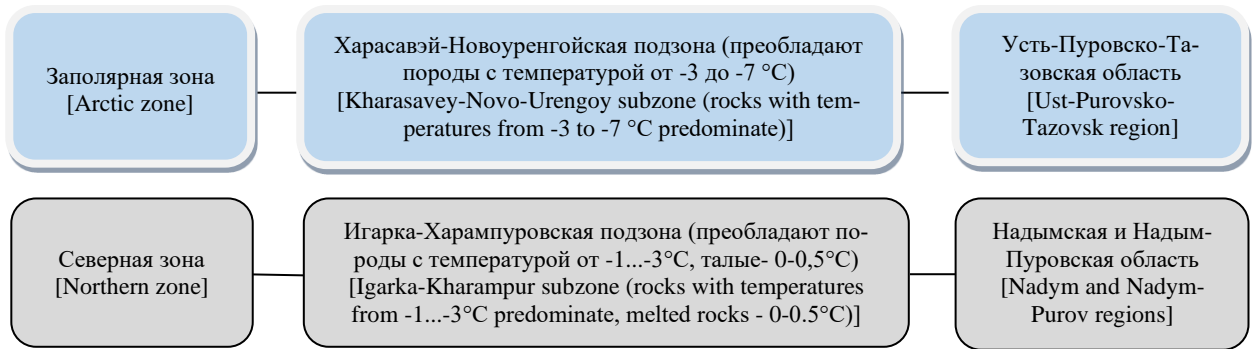 Заполярная зона
[Arctic zone]
Харасавэй-Новоуренгойская подзона (преобладают
породы с температурой от -3 до -7 °C)
[Kharasavey-Novo-Urengoy subzone (rocks with tem-
peratures from -3 to -7 °C predominate)]
Усть-Пуровско-Та-
зовская область
[Ust-Purovsko-
Tazovsk region]
Северная зона
[Northern zone]
Игарка-Харампуровская подзона (преобладают по-
роды с температурой от -1...-3°C, талые- 0-0,5°C)
[Igarka-Kharampur subzone (rocks with temperatures
from -1...-3°C predominate, melted rocks - 0-0.5°C)]
Надымская и Надым-
Пуровская область
[Nadym and Nadym-
Purov regions]